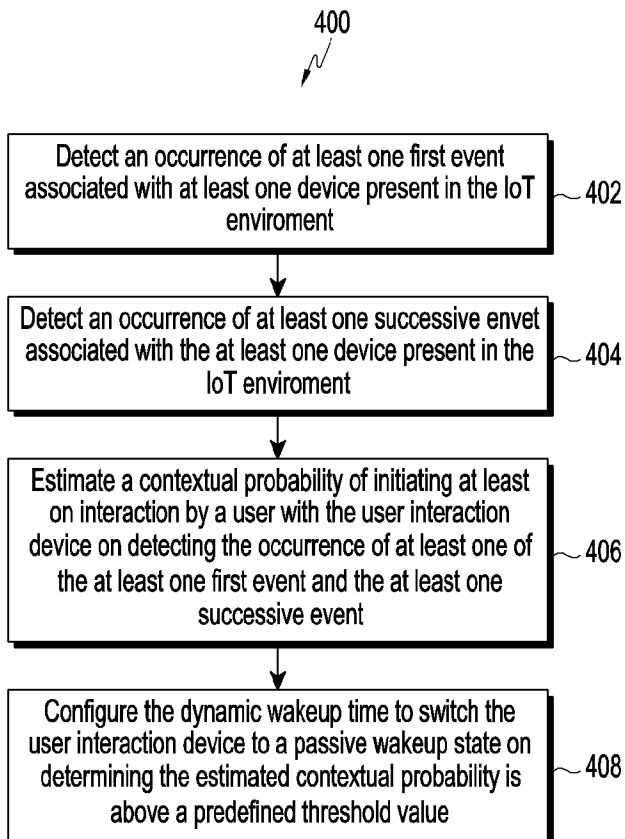 400
Detect an occurrence of at least one first event
associated with at least one device present in the IoT
enviroment
402
Detect an occurrence of at least one successive envet
associated with the at least one device present in the
IoT enviroment
404
Estimate a contextual probability of initiating at least
on interaction by a user with the user interaction
device on detecting the occurrence of at least one of
the at least one first event and the at least one
successive event
406
Configure the dynamic wakeup time to switch the
user interaction device to a passive wakeup state on
determining the estimated contextual probability is
above a predefined threshold value
408